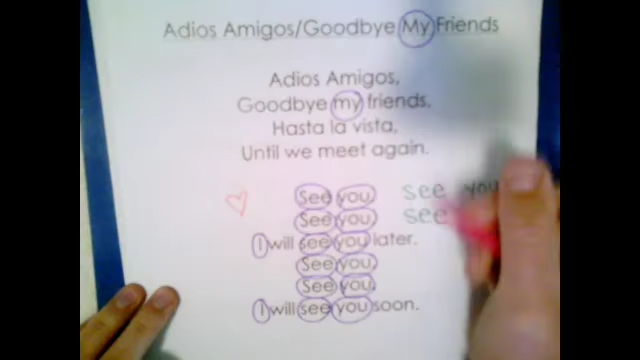 Adios Amigos/Goodbye My Friends
Adios Amigos,
Goodbye my friends.
Hasta la vista,
Until we meet again.
See you, see you
See you, see
I will see you later.
See you,
See you,
I will see you soon.